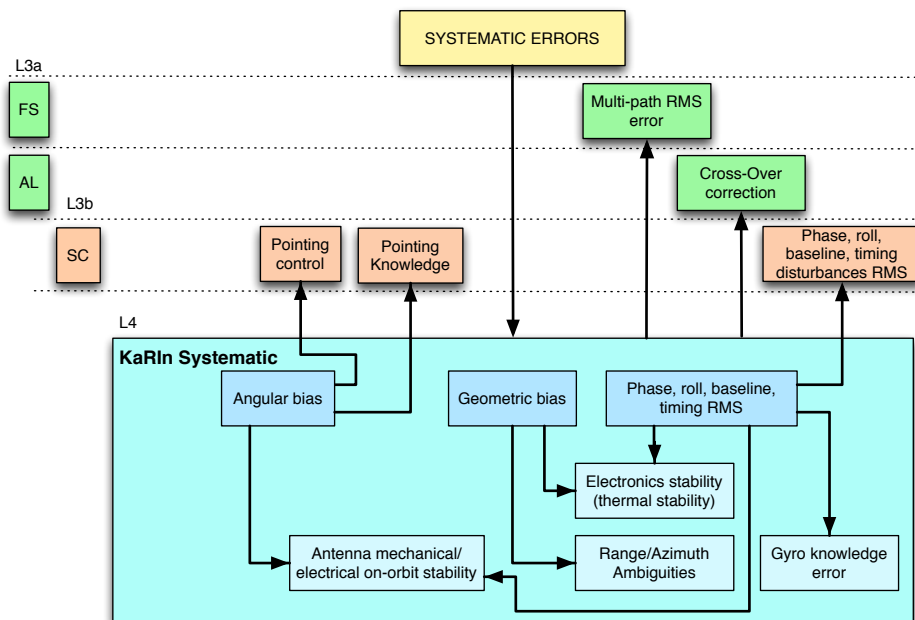 SYSTEMATIC ERRORS
L3a
FS
Multi-path RMS
error
AL
Cross-Over
correction
L3b
SC
Pointing
control
Pointing
Knowledge
Phase, roll,
baseline, timing
disturbances RMS
L4
KaRIn Systematic
Angular bias
Geometric bias
Phase, roll, baseline,
timing RMS
Electronics stability
(thermal stability)
Antenna mechanical/
electrical on-orbit stability
Range/Azimuth
Ambiguities
Gyro knowledge
error